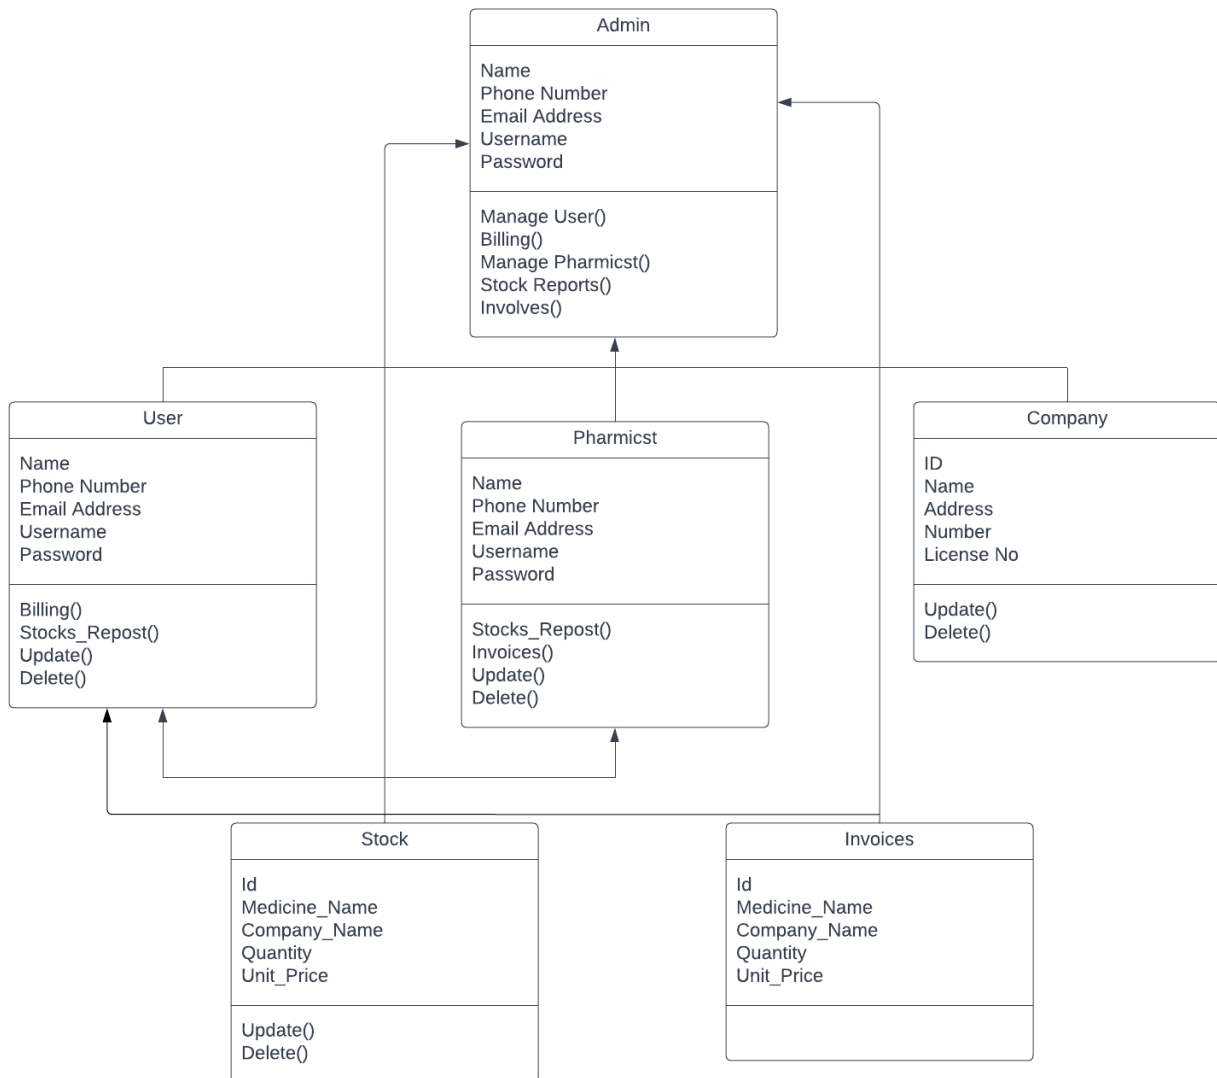 Admin
Name
Phone Number
Email Address
Username
Password
Manage User()
Billing()
Manage Pharmicst()
Stock Reports()
Involves()
User
Name
Phone Number
Email Address
Username
Password
Billing()
Stocks_Repost()
Update()
Delete()
Pharmicst
Name
Phone Number
Email Address
Username
Password
Stocks_Repost()
Invoices()
Update()
Delete()
Company
ID
Name
Address
Number
License No
Update()
Delete()
Stock
Id
Medicine_Name
Company_Name
Quantity
Unit_Price
Update()
Delete()
Invoices
Id
Medicine_Name
Company_Name
Quantity
Unit_Price